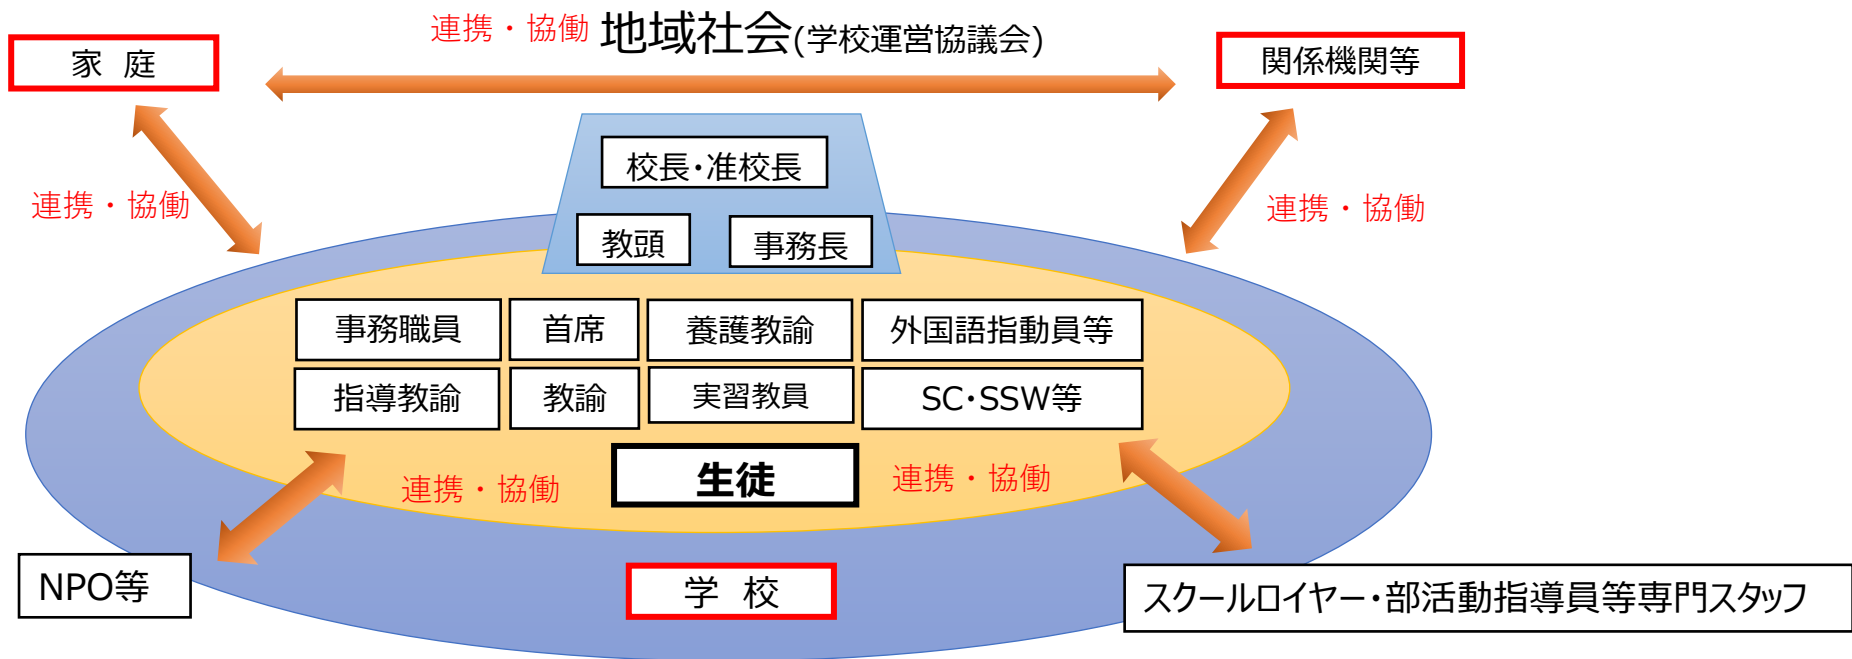 連携・協働 地域社会(学校運営協議会)
家 庭
関係機関等
校長・准校長
連携・協働
連携・協働
教頭
事務長
事務職員
首席
養護教諭
外国語指動員等
指導教諭
教諭
実習教員
SC・SSW等
連携・協働
生徒
連携・協働
NPO等
学 校
スクールロイヤー・部活動指導員等専門スタッフ